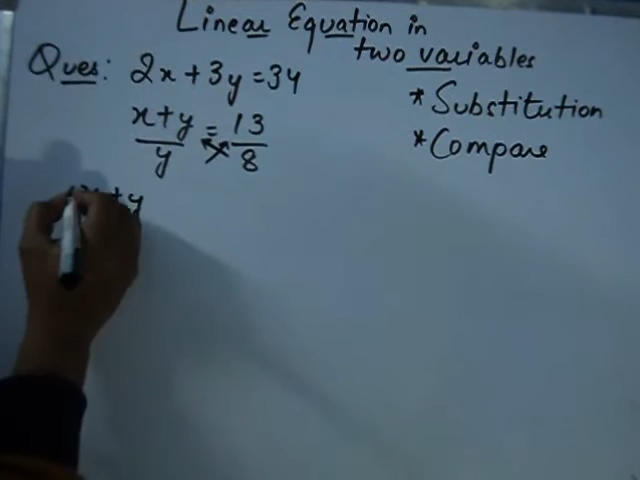 Linear Equation in
two variables
Ques: 2x + 3y = 34
x+y/y = 13/8
* Substitution
* Compare
+ y